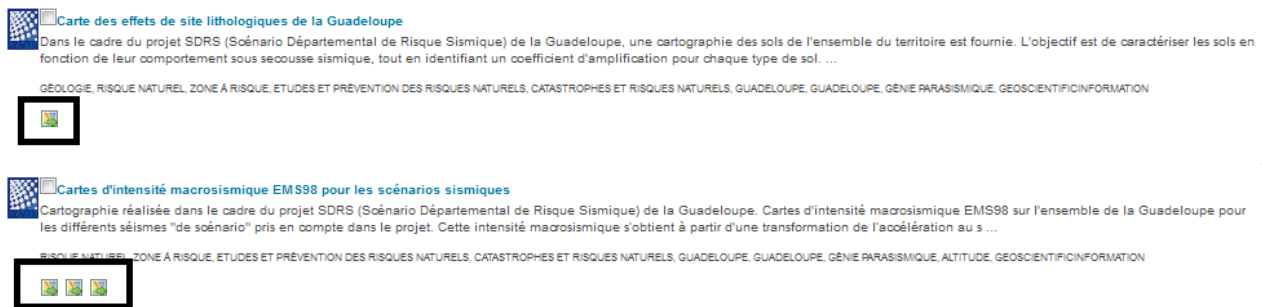 Carte des effets de site lithologiques de la Guadeloupe
Dans le cadre du projet SDRS (Scénario Départemental de Risque Sismique) de la Guadeloupe, une cartographie des sols de l'ensemble du territoire est fournie. L'objectif est de caractériser les sols en
fonction de leur comportement sous secousse sismique, tout en identifiant un coefficient d'amplification pour chaque type de sol. ...
GÉOLOGIE, RISQUE NATUREL, ZONE À RISQUE, ETUDES ET PRÉVENTION DES RISQUES NATURELS, CATASTROPHES ET RISQUES NATURELS, GUADELOUPE, GUADELOUPE, GÉNIE PARASISMIQUE, GEOSCIENTIFICINFORMATION
Cartes d'intensité macrosismique EMS98 pour les scénarios sismiques
Cartographie réalisée dans le cadre du projet SDRS (Scénario Départemental de Risque Sismique) de la Guadeloupe. Cartes d'intensité macrosismique EMS98 sur l'ensemble de la Guadeloupe pour
les différents séismes "de scénario" pris en compte dans le projet. Cette intensité macrosismique s'obtient à partir d'une transformation de l'accélération au s ...
RISQUE NATUREL, ZONE À RISQUE, ETUDES ET PRÉVENTION DES RISQUES NATURELS, CATASTROPHES ET RISQUES NATURELS, GUADELOUPE, GUADELOUPE, GÉNIE PARASISMIQUE, ALTITUDE, GEOSCIENTIFICINFORMATION